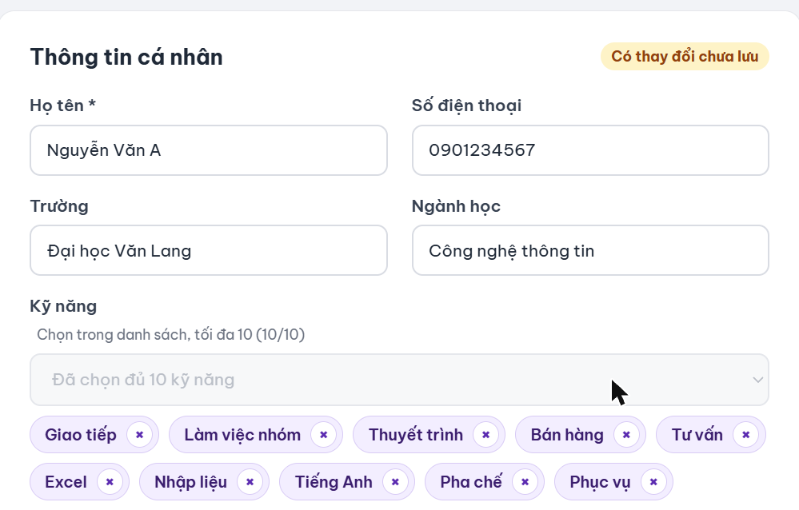 Thông tin cá nhân
Có thay đổi chưa lưu
Họ tên *
Số điện thoại
Nguyễn Văn A
0901234567
Trường
Ngành học
Đại học Văn Lang
Công nghệ thông tin
Kỹ năng
Chọn trong danh sách, tối đa 10 (10/10)
Đã chọn đủ 10 kỹ năng
Giao tiếp × Làm việc nhóm × Thuyết trình × Bán hàng × Tư vấn ×
Excel × Nhập liệu × Tiếng Anh × Pha chế × Phục vụ ×